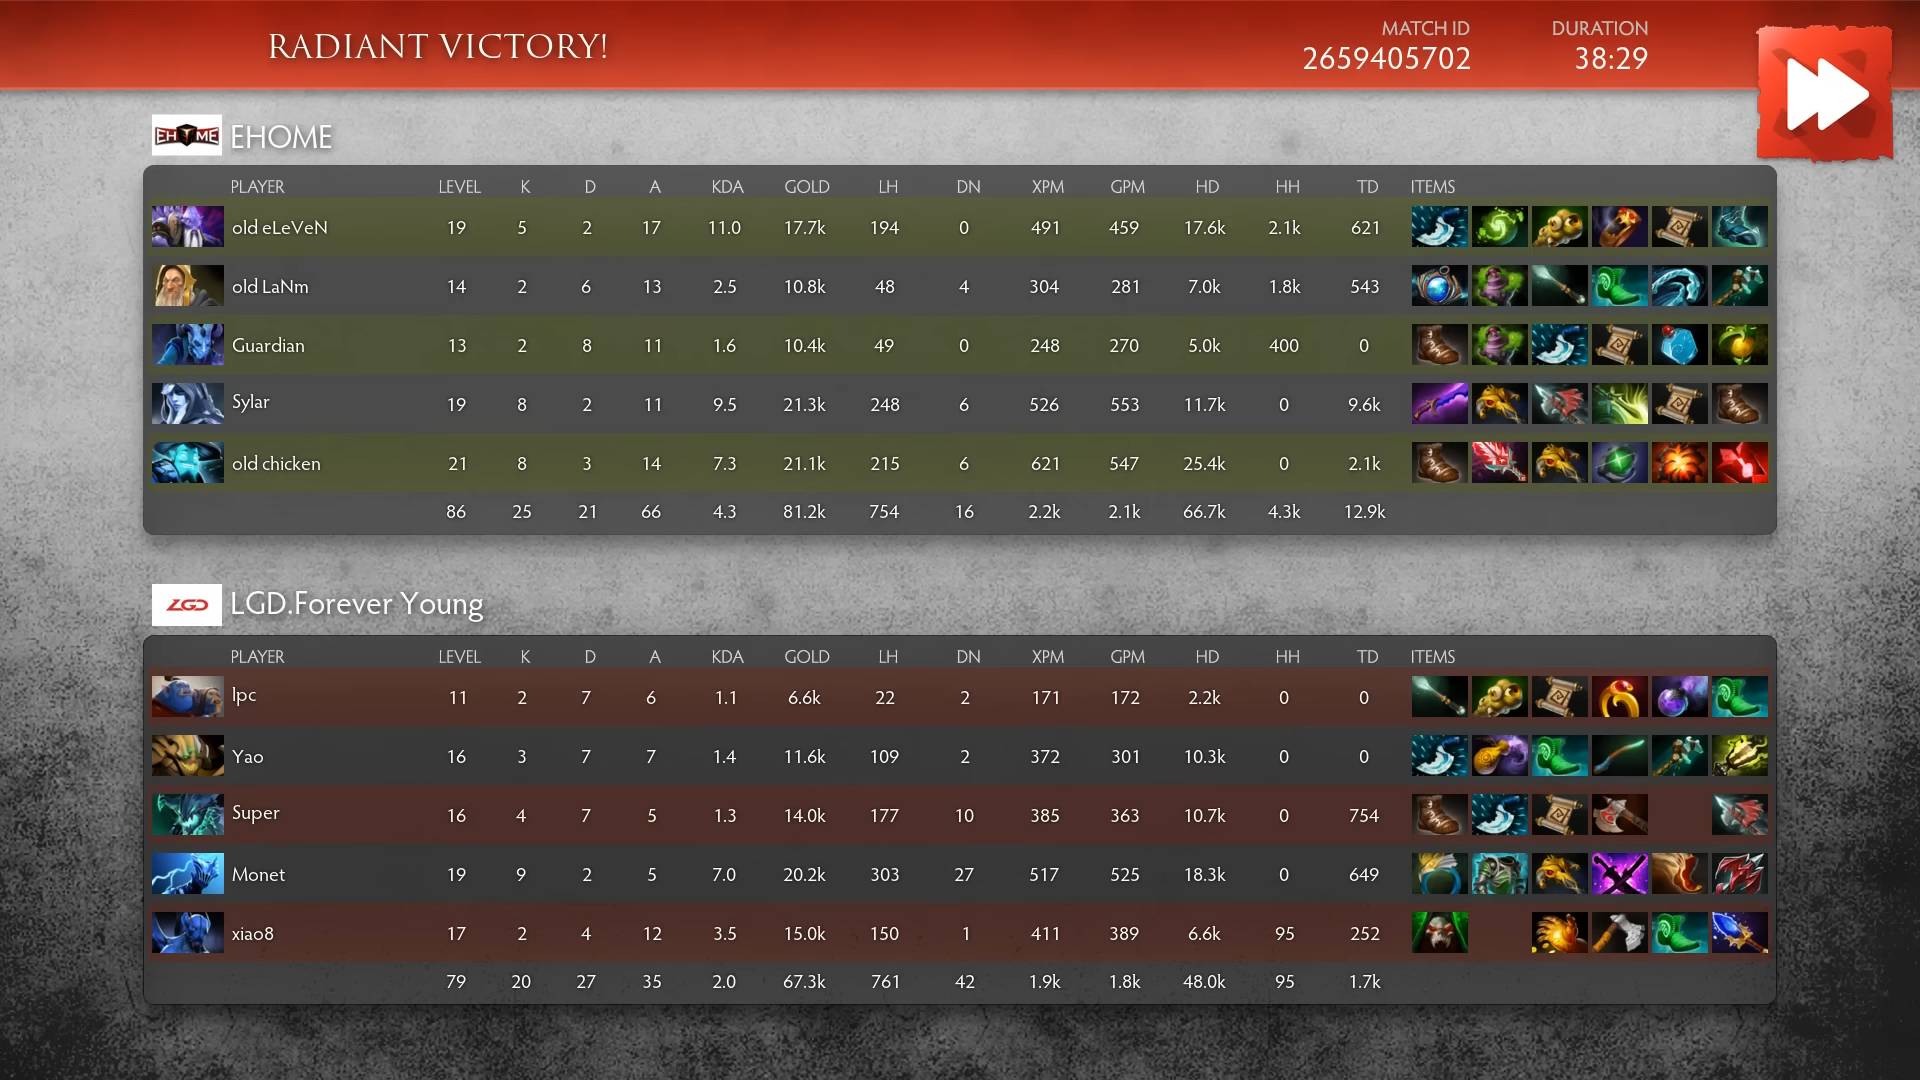 RADIANT VICTORY!
MATCH ID
2659405702
DURATION
38:29
EHOME
EHOME
PLAYER LEVEL K D A KDA GOLD LH DN XPM GPM HD HH TD ITEMS
old eLeVeN 19 5 2 17 11.0 17.7k 194 0 491 459 17.6k 2.1k 621
old LaNm 14 2 6 13 2.5 10.8k 48 4 304 281 7.0k 1.8k 543
Guardian 13 2 8 11 1.6 10.4k 49 0 248 270 5.0k 400 0
Sylar 19 8 2 11 9.5 21.3k 248 6 526 553 11.7k 0 9.6k
old chicken 21 8 3 14 7.3 21.1k 215 6 621 547 25.4k 0 2.1k
86 25 21 66 4.3 81.2k 754 16 2.2k 2.1k 66.7k 4.3k 12.9k
LGD
LGD.Forever Young
PLAYER LEVEL K D A KDA GOLD LH DN XPM GPM HD HH TD ITEMS
lpc 11 2 7 6 1.1 6.6k 22 2 171 172 2.2k 0 0
Yao 16 3 7 7 1.4 11.6k 109 2 372 301 10.3k 0 0
Super 16 4 7 5 1.3 14.0k 177 10 385 363 10.7k 0 754
Monet 19 9 2 5 7.0 20.2k 303 27 517 525 18.3k 0 649
xiao8 17 2 4 12 3.5 15.0k 150 1 411 389 6.6k 95 252
79 20 27 35 2.0 67.3k 761 42 1.9k 1.8k 48.0k 95 1.7k